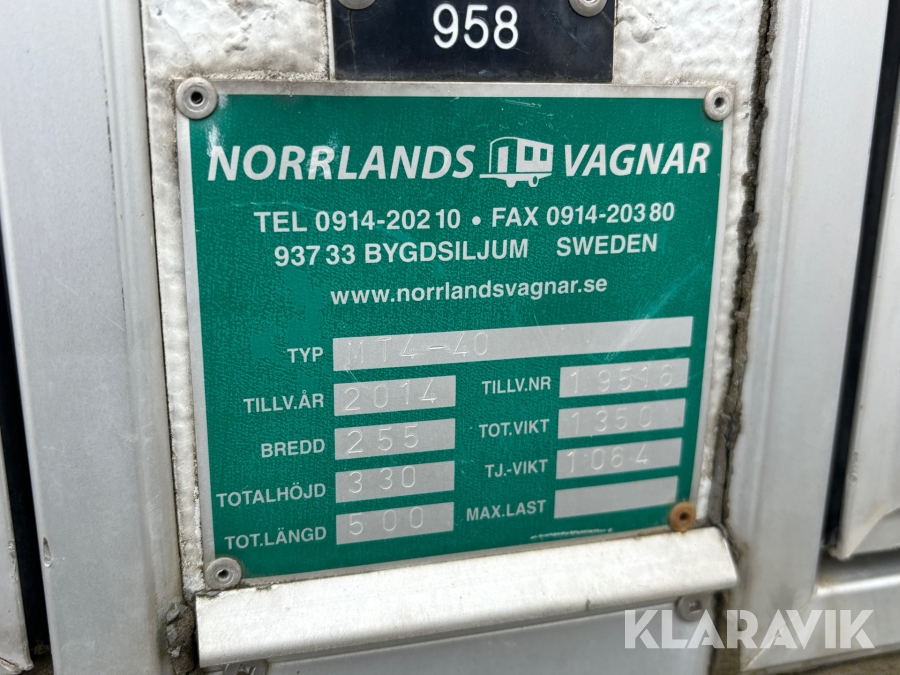 958
NORRLANDS VAGNAR
TEL 0914-202 10 • FAX 0914-203 80
937 33 BYGDSILJUM SWEDEN
www.norrlandsvagnar.se
TYP MT4-40
TILLV.ÅR 2014 TILLV.NR 19516
BREDD 255 TOT.VIKT 1350
TOTALHÖJD 330 TJ.-VIKT 1064
TOT.LÄNGD 500 MAX.LAST
KLARAVIK